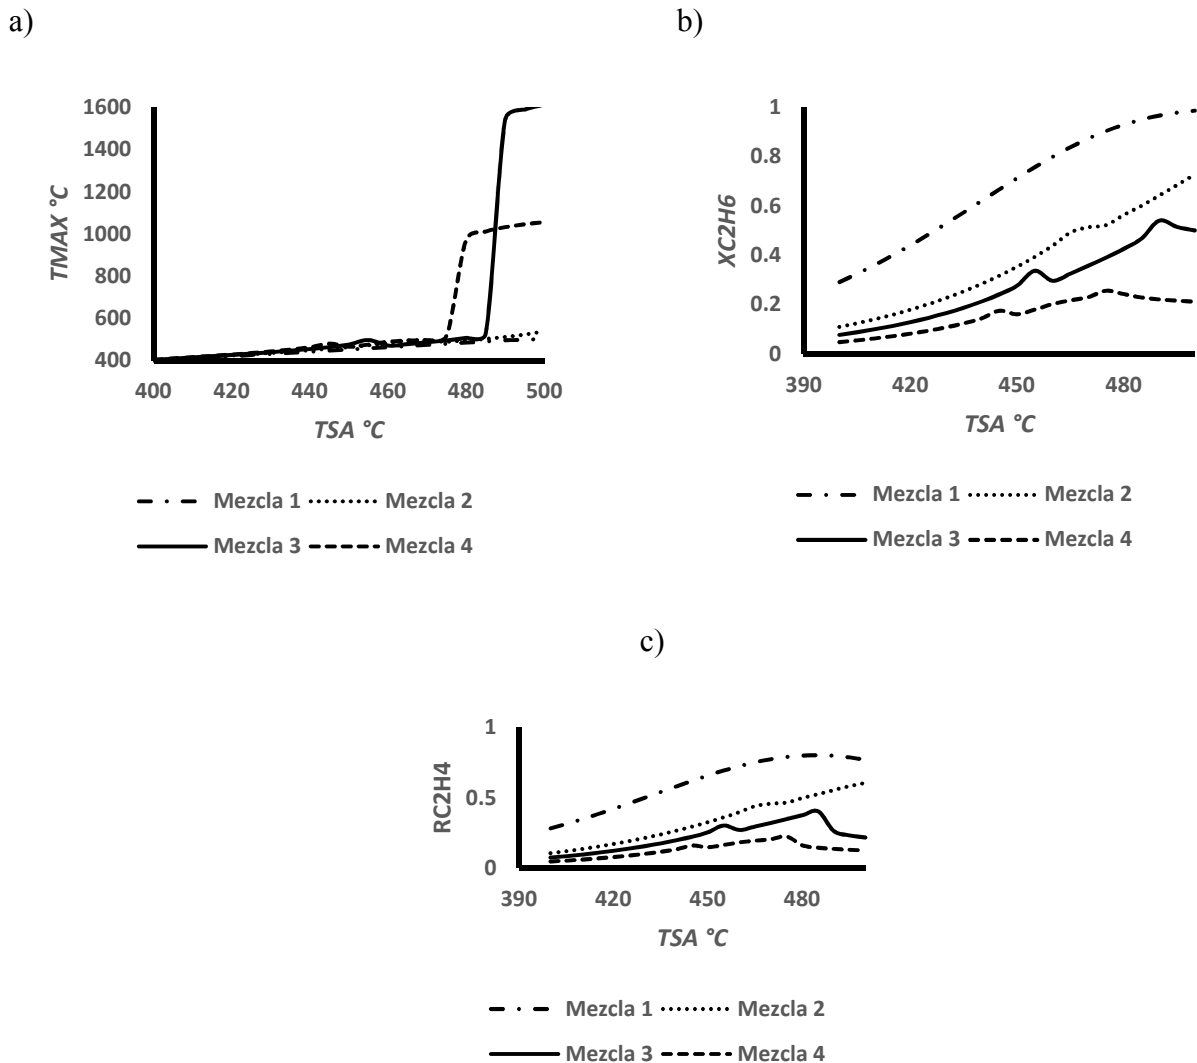 a)
b)
1600
1400
1200
1000
800
600
400
TMAX °C
400 420 440 460 480 500
TSA °C
Mezcla 1 Mezcla 2
Mezcla 3 Mezcla 4
1
0.8
0.6
0.4
0.2
0
XC2H6
390 420 450 480
TSA °C
Mezcla 1 Mezcla 2
Mezcla 3 Mezcla 4
c)
1
0.5
0
RC2H4
390 420 450 480
TSA °C
Mezcla 1 Mezcla 2
Mezcla 3 Mezcla 4